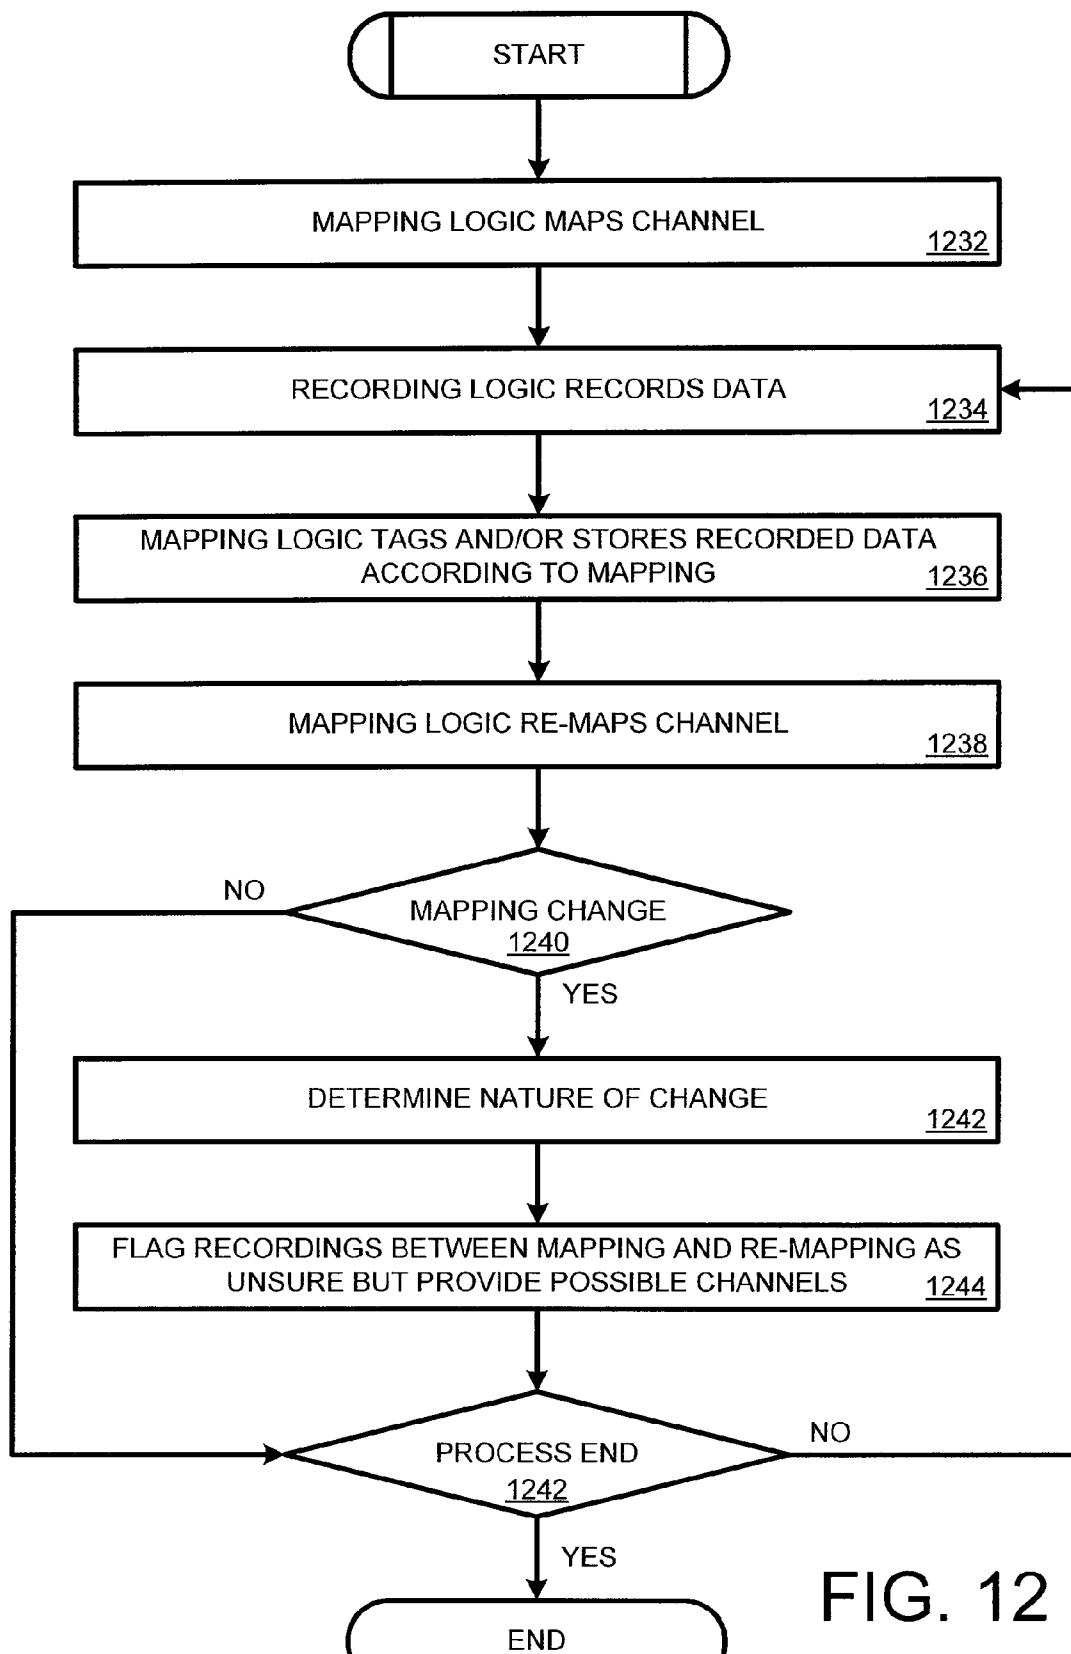 START
MAPPING LOGIC MAPS CHANNEL
1232
RECORDING LOGIC RECORDS DATA
1234
MAPPING LOGIC TAGS AND/OR STORES RECORDED DATA
ACCORDING TO MAPPING
1236
MAPPING LOGIC RE-MAPS CHANNEL
1238
NO
MAPPING CHANGE
1240
YES
DETERMINE NATURE OF CHANGE
1242
FLAG RECORDINGS BETWEEN MAPPING AND RE-MAPPING AS
UNSURE BUT PROVIDE POSSIBLE CHANNELS
1244
NO
PROCESS END
1242
YES
FIG. 12
END